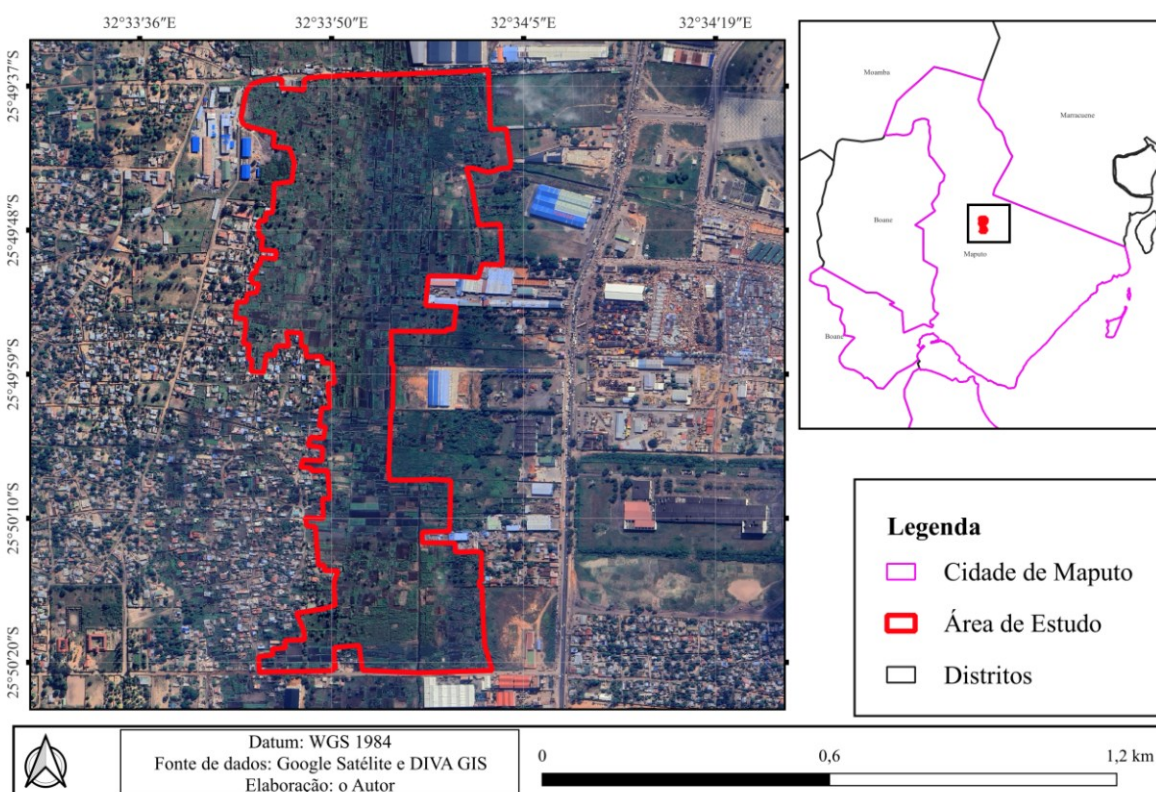 32°33'36"E
32°33'50"E
32°34'5"E
32°34'19"E
25°49'37"S
25°49'48"S
25°49'59"S
25°50'10"S
25°50'20"S
Moamba
Marracuene
Boane
Maputo
Boane
Legenda
Cidade de Maputo
Área de Estudo
Distritos
Datum: WGS 1984
Fonte de dados: Google Satélite e DIVA GIS
Elaboração: o Autor
0
0,6
1,2 km